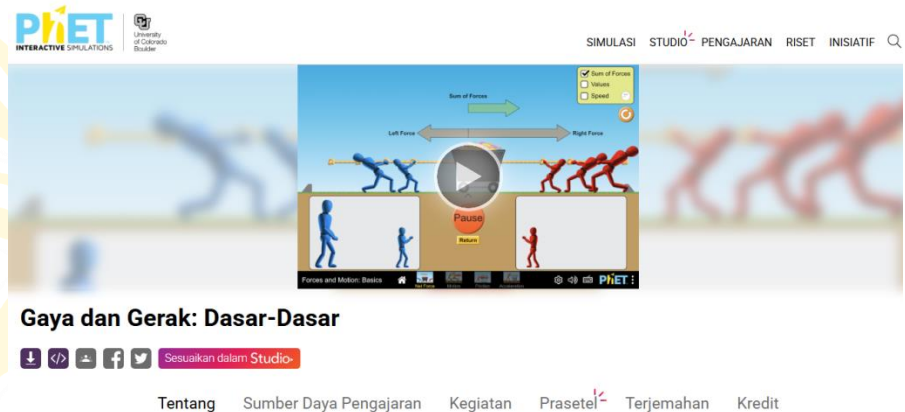 PhET
INTERACTIVE SIMULATIONS
University
of Colorado
Boulder
SIMULASI STUDIO PENGAJARAN RISET INISIATIF
Sum of Forces
Values
Speed
Sum of Forces
Left Force
Right Force
Pause
Return
Forces and Motion: Basics
Net Force Motion Friction Acceleration
PhET
Gaya dan Gerak: Dasar-Dasar
Sesuaikan dalam Studio
Tentang Sumber Daya Pengajaran Kegiatan Prasetel Terjemahan Kredit